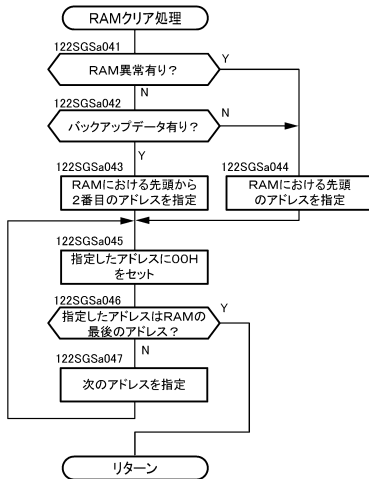 RAMクリア処理
122SGSa041
RAM異常有り？
Y
N
122SGSa042
バックアップデータ有り？
N
Y
122SGSa043
RAMにおける先頭から
2番目のアドレスを指定
122SGSa044
RAMにおける先頭
のアドレスを指定
122SGSa045
指定したアドレスに00H
をセット
122SGSa046
指定したアドレスはRAMの
最後のアドレス？
Y
N
122SGSa047
次のアドレスを指定
リターン